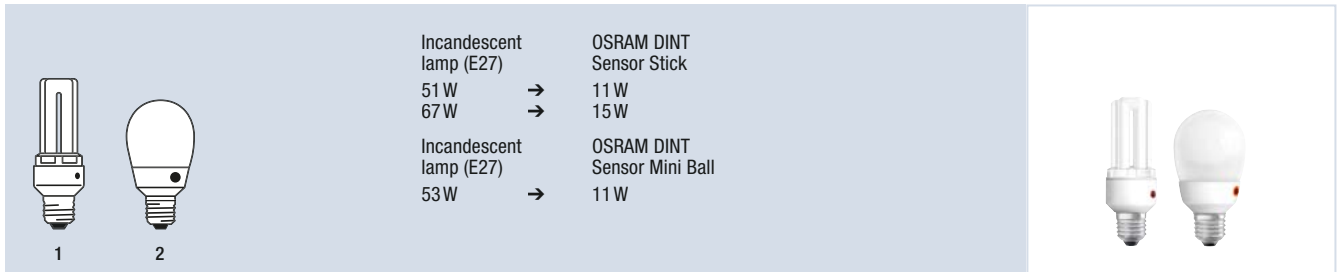 Incandescent OSRAM DINT
lamp (E27) Sensor Stick
51 W ➔ 11 W
67 W ➔ 15 W
Incandescent OSRAM DINT
lamp (E27) Sensor Mini Ball
53 W ➔ 11 W
1 2